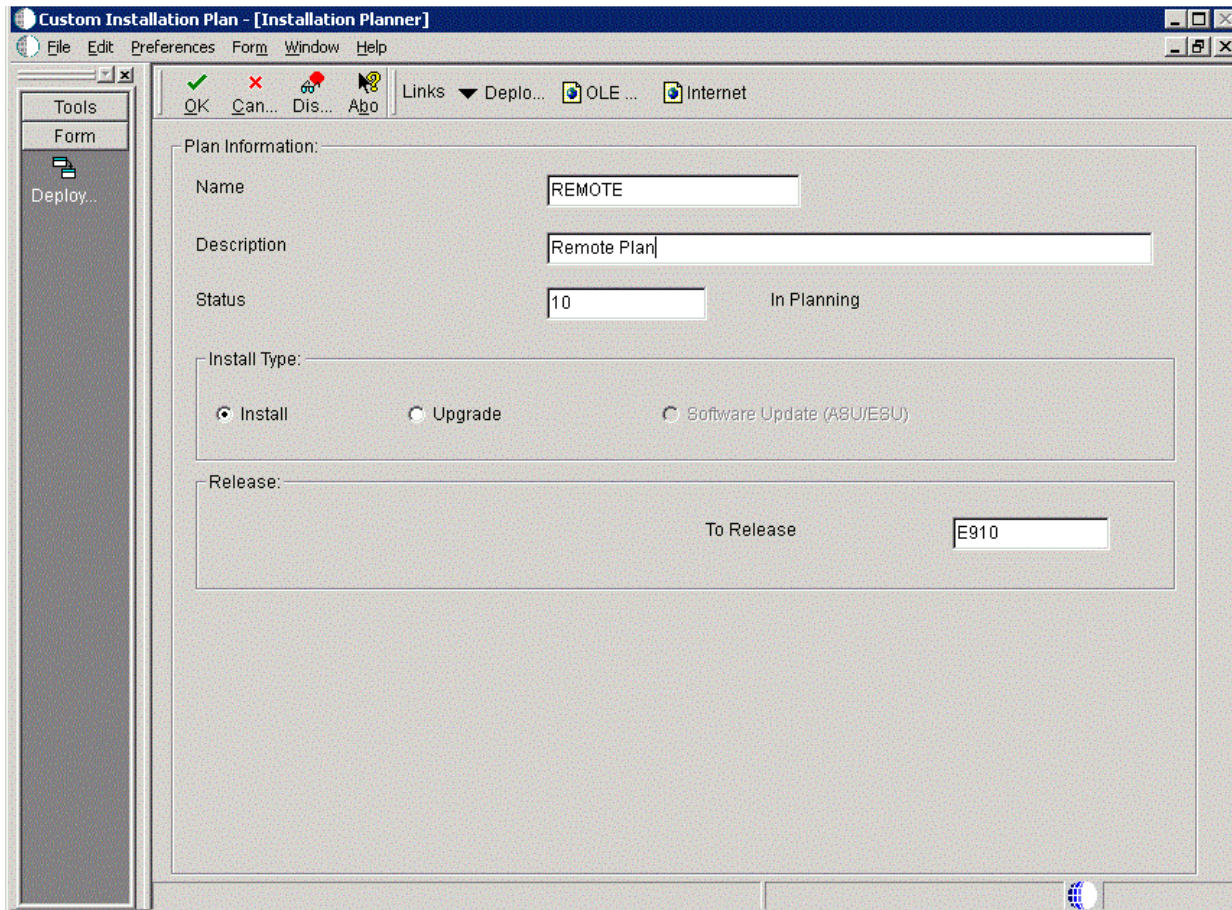 Custom Installation Plan - [Installation Planner]
File Edit Preferences Form Window Help
OK Can... Dis... Abo Links Deplo... OLE ... Internet
Tools
Form
Deploy...
Plan Information:
Name REMOTE
Description Remote Plan
Status 10 In Planning
Install Type:
Install Upgrade Software Update (ASU/ESU)
Release:
To Release E910